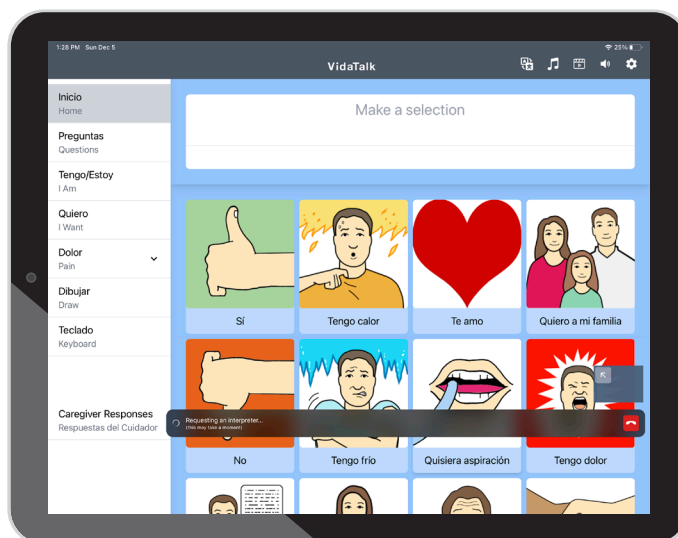 1:28 PM Sun Dec 5
25%
VidaTalk
Inicio
Home
Preguntas
Questions
Tengo/Estoy
I Am
Quiero
I Want
Dolor
Pain
Dibujar
Draw
Teclado
Keyboard
Caregiver Responses
Respuestas del Cuidador
Make a selection
Sí
Tengo calor
Te amo
Quiero a mi familia
Requesting an interpreter...
(this may take a moment)
No
Tengo frío
Quisiera aspiración
Tengo dolor